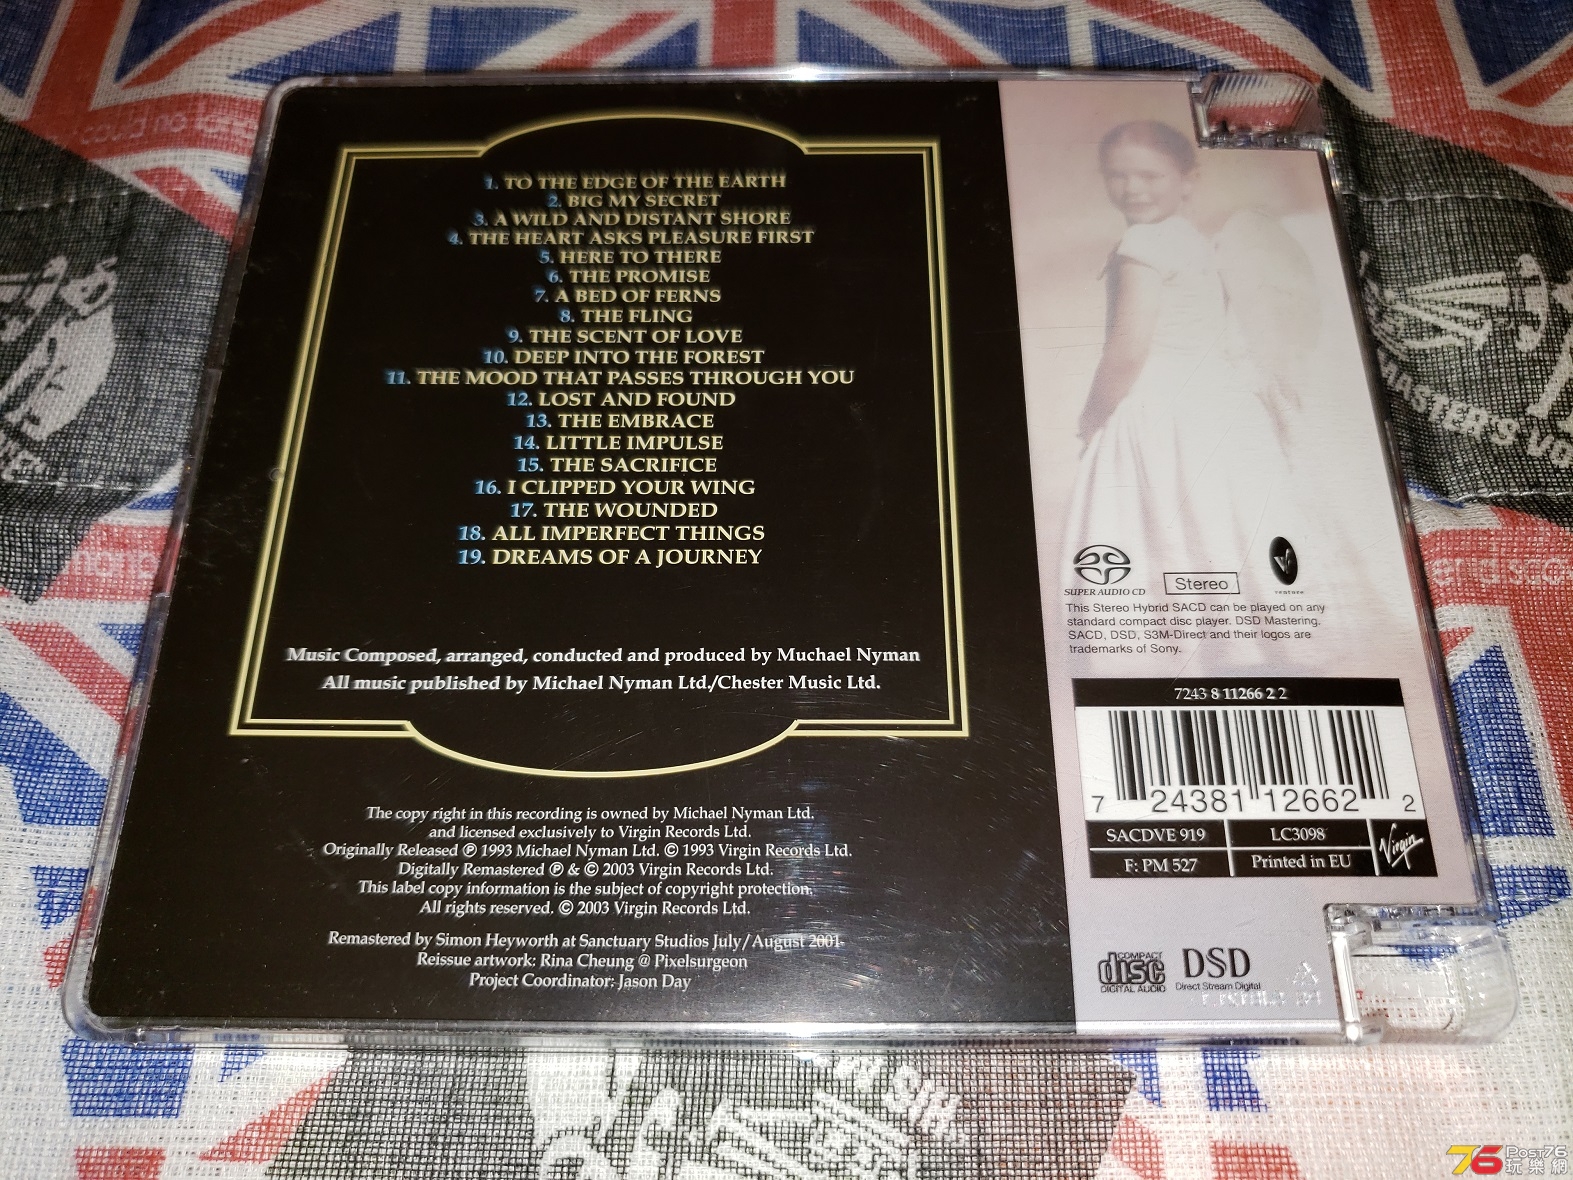 1. TO THE EDGE OF THE EARTH
2. BIG MY SECRET
3. A WILD AND DISTANT SHORE
4. THE HEART ASKS PLEASURE FIRST
5. HERE TO THERE
6. THE PROMISE
7. A BED OF FERNS
8. THE FLING
9. THE SCENT OF LOVE
10. DEEP INTO THE FOREST
11. THE MOOD THAT PASSES THROUGH YOU
12. LOST AND FOUND
13. THE EMBRACE
14. LITTLE IMPULSE
15. THE SACRIFICE
16. I CLIPPED YOUR WING
17. THE WOUNDED
18. ALL IMPERFECT THINGS
19. DREAMS OF A JOURNEY
Music Composed, arranged, conducted and produced by Muchael Nyman
All music published by Michael Nyman Ltd./Chester Music Ltd.
The copy right in this recording is owned by Michael Nyman Ltd.
and licensed exclusively to Virgin Records Ltd.
Originally Released ℗ 1993 Michael Nyman Ltd. © 1993 Virgin Records Ltd.
Digitally Remastered ℗ & © 2003 Virgin Records Ltd.
This label copy information is the subject of copyright protection.
All rights reserved. © 2003 Virgin Records Ltd.
Remastered by Simon Heyworth at Sanctuary Studios July/August 2001
Reissue artwork: Rina Cheung @ Pixelsurgeon
Project Coordinator: Jason Day
SUPER AUDIO CD
Stereo
venture
This Stereo Hybrid SACD can be played on any
standard compact disc player. DSD Mastering.
SACD, DSD, S3M-Direct and their logos are
trademarks of Sony.
7243 8 11266 2 2
7 24381 12662 2
SACDVE 919
LC3098
F: PM 527
Printed in EU
Virgin
COMPACT
disc
DIGITAL AUDIO
DSD
Direct Stream Digital
MASTER'S
HIS
76 Post76
玩樂網